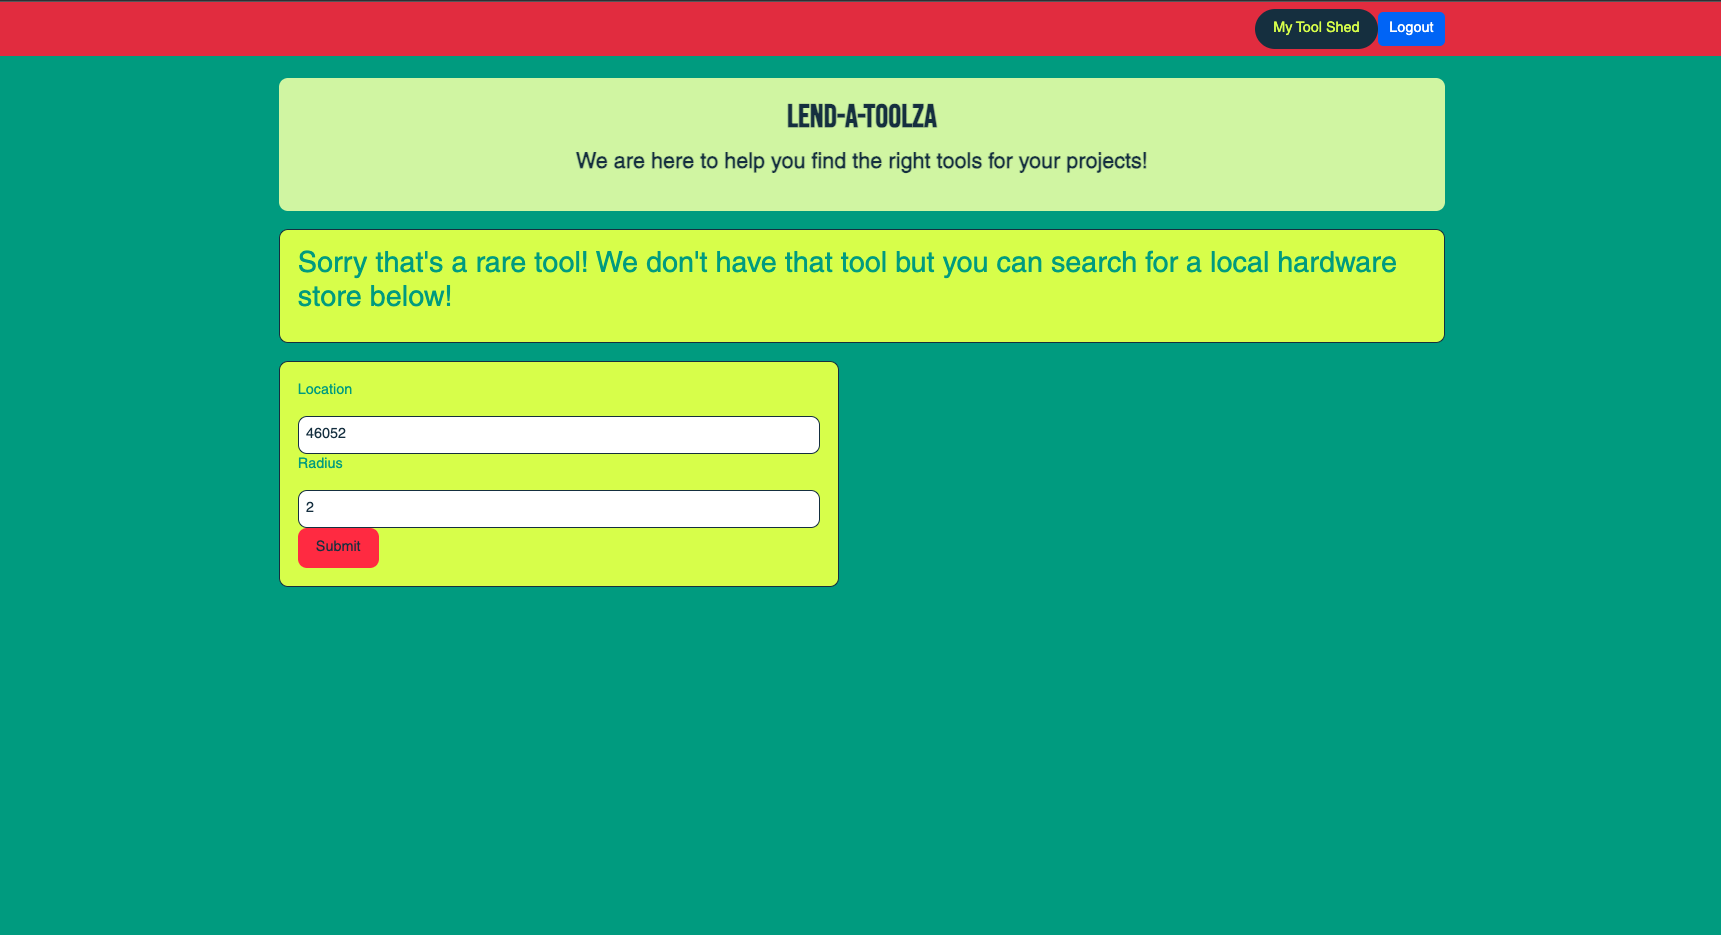 My Tool Shed
Logout
LEND-A-TOOLZA
We are here to help you find the right tools for your projects!
Sorry that's a rare tool! We don't have that tool but you can search for a local hardware
store below!
Location
46052
Radius
2
Submit